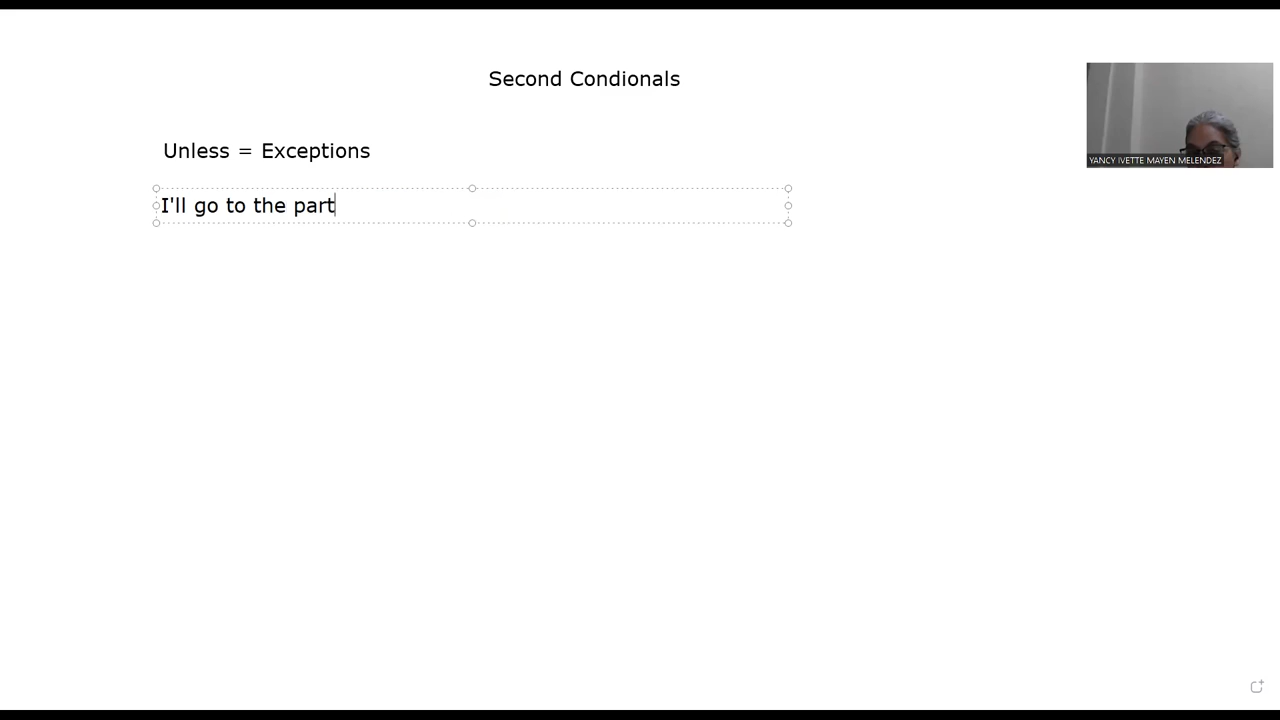 Second Condionals
YANCY IVETTE MAYEN MELENDEZ
Unless = Exceptions
I'll go to the part